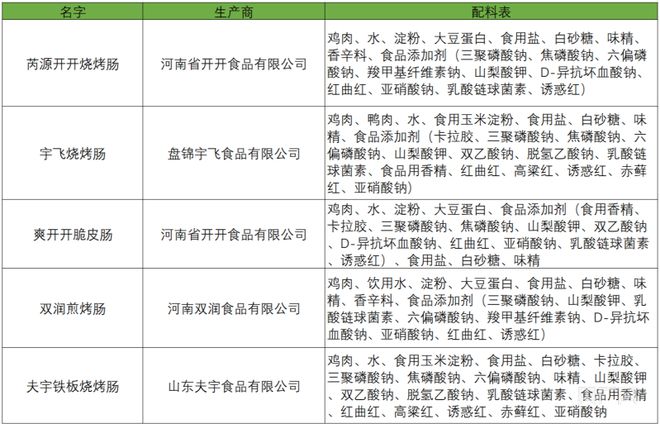 名字 生产商 配料表
芮源开开烧烤肠 河南省开开食品有限公司
鸡肉、水、淀粉、大豆蛋白、食用盐、白砂糖、味精、
香辛料、食品添加剂（三聚磷酸钠、焦磷酸钠、六偏磷
酸钠、羧甲基纤维素钠、山梨酸钾、D-异抗坏血酸钠、
红曲红、亚硝酸钠、乳酸链球菌素、诱惑红）
宇飞烧烤肠 盘锦宇飞食品有限公司
鸡肉、鸭肉、水、食用玉米淀粉、食用盐、白砂糖、味
精、食品添加剂（卡拉胶、三聚磷酸钠、焦磷酸钠、六
偏磷酸钠、山梨酸钾、双乙酸钠、脱氢乙酸钠、乳酸链
球菌素、食品用香精、红曲红、高粱红、诱惑红、赤藓
红、亚硝酸钠）
爽开开脆皮肠 河南省开开食品有限公司
鸡肉、水、淀粉、大豆蛋白、食品添加剂（食用香精、
卡拉胶、三聚磷酸钠、焦磷酸钠、山梨酸钾、双乙酸钠
、D-异抗坏血酸钠、红曲红、亚硝酸钠、乳酸链球菌素
、诱惑红）、食用盐、白砂糖、味精
双润煎烤肠 河南双润食品有限公司
鸡肉、饮用水、淀粉、大豆蛋白、食用盐、白砂糖、味
精、香辛料、食品添加剂（三聚磷酸钠、山梨酸钾、乳
酸链球菌素、六偏磷酸钠、羧甲基纤维素钠、D-异抗坏
血酸钠、亚硝酸钠、红曲红、诱惑红）
夫宇铁板烧烤肠 山东夫宇食品有限公司
鸡肉、水、食用玉米淀粉、食用盐、白砂糖、卡拉胶、
三聚磷酸钠、焦磷酸钠、六偏磷酸钠、味精、山梨酸钾
、双乙酸钠、脱氢乙酸钠、乳酸链球菌素、食品用香精
、红曲红、高粱红、诱惑红、赤藓红、亚硝酸钠